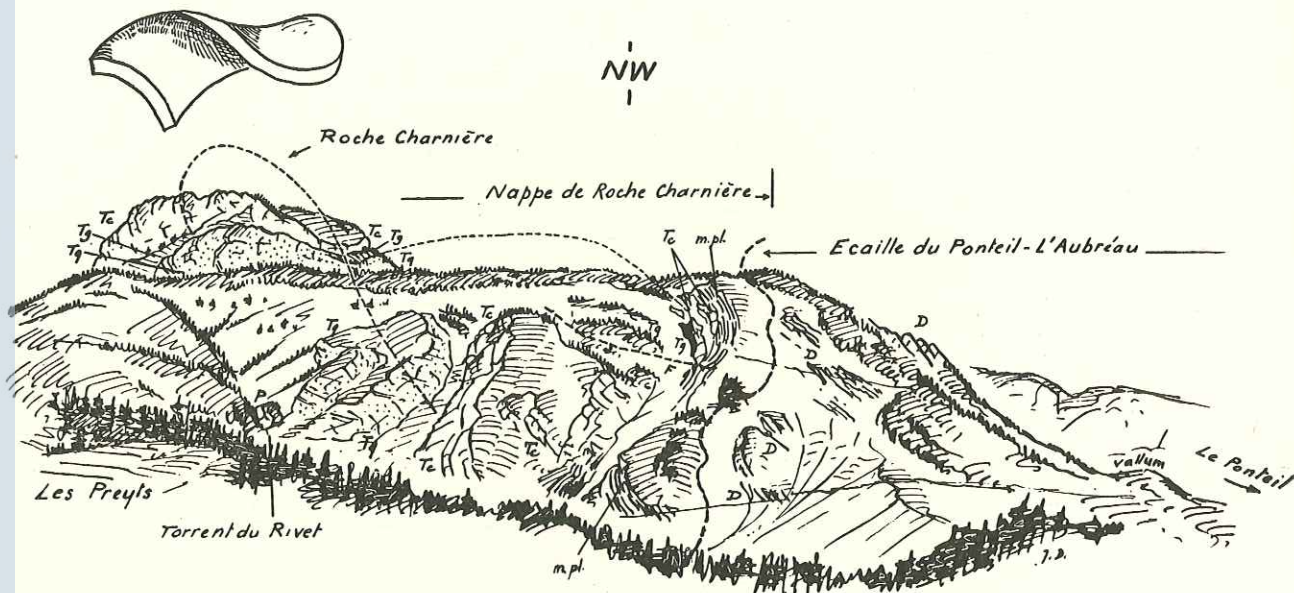 NW
Roche Charnière
Nappe de Roche Charnière
Ecaille du Ponteil-L'Aubréau
Tc
m.pl.
Tc
Tg
Tg
Tc
Tg
Tg
D
Tg
Tc
Tg
F
D
P
Tg
Tc
Tc
D
D
vallum
Le Ponteil
Les Preyts
Torrent du Rivet
m.pl.
J.D.